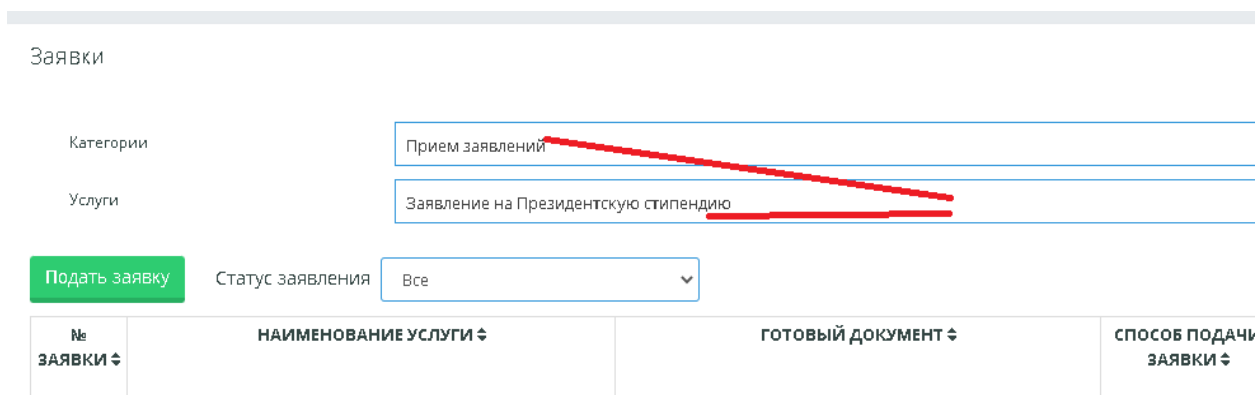 Заявки
Категории
Прием заявлений
Услуги
Заявление на Президентскую стипендию
Подать заявку
Статус заявления
Все
№ ЗАЯВКИ
НАИМЕНОВАНИЕ УСЛУГИ
ГОТОВЫЙ ДОКУМЕНТ
СПОСОБ ПОДАЧИ
ЗАЯВКИ